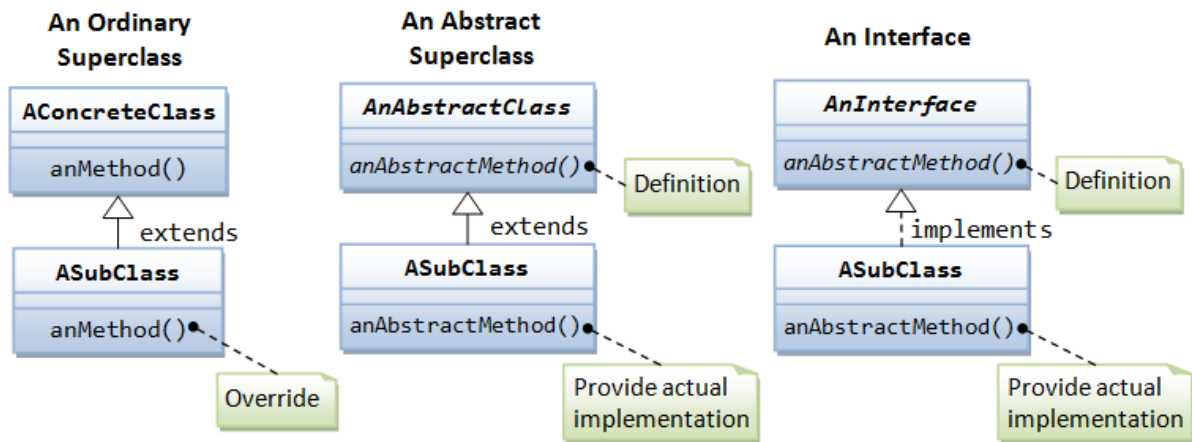 An Ordinary
Superclass
AConcreteClass
anMethod()
extends
ASubClass
anMethod()
Override
An Abstract
Superclass
AnAbstractClass
anAbstractMethod()
Definition
extends
ASubClass
anAbstractMethod()
Provide actual
implementation
An Interface
AnInterface
anAbstractMethod()
Definition
implements
ASubClass
anAbstractMethod()
Provide actual
implementation